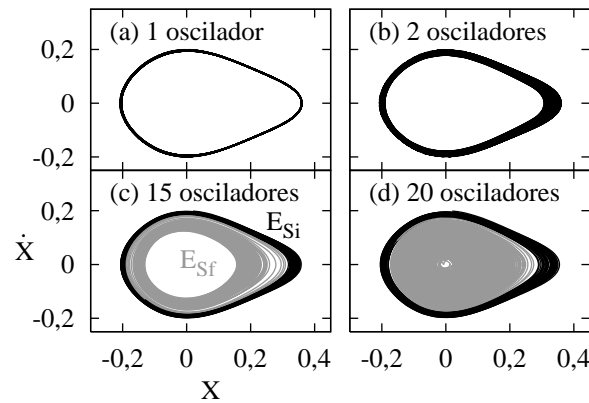 (a) 1 oscilador
(b) 2 osciladores
0,2
0
-0,2
(c) 15 osciladores
(d) 20 osciladores
E_Si
E_Sf
0,2
0
-0,2
Ẋ
-0,2 0 0,2 0,4
-0,2 0 0,2 0,4
X
X